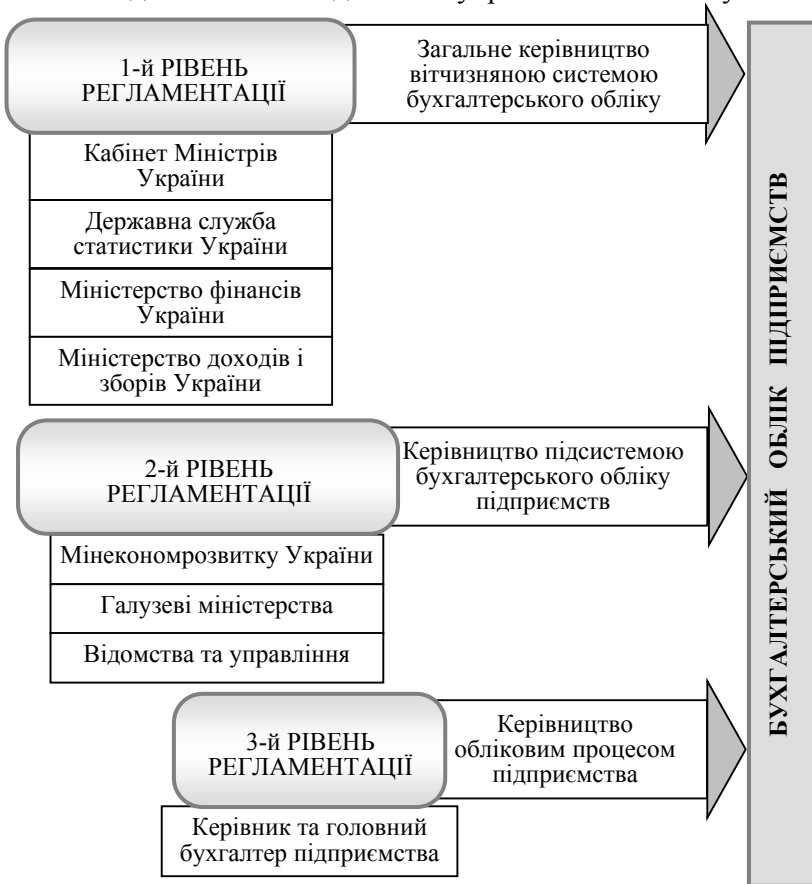 1-й РІВЕНЬ
РЕГЛАМЕНТАЦІЇ
Загальне керівництво
вітчизняною системою
бухгалтерського обліку
Кабінет Міністрів
України
Державна служба
статистики України
Міністерство фінансів
України
Міністерство доходів і
зборів України
2-й РІВЕНЬ
РЕГЛАМЕНТАЦІЇ
Керівництво підсистемою
бухгалтерського обліку
підприємств
Мінекономрозвитку України
Галузеві міністерства
Відомства та управління
3-й РІВЕНЬ
РЕГЛАМЕНТАЦІЇ
Керівництво
обліковим процесом
підприємства
Керівник та головний
бухгалтер підприємства
БУХГАЛТЕРСЬКИЙ ОБЛІК ПІДПРИЄМСТВ